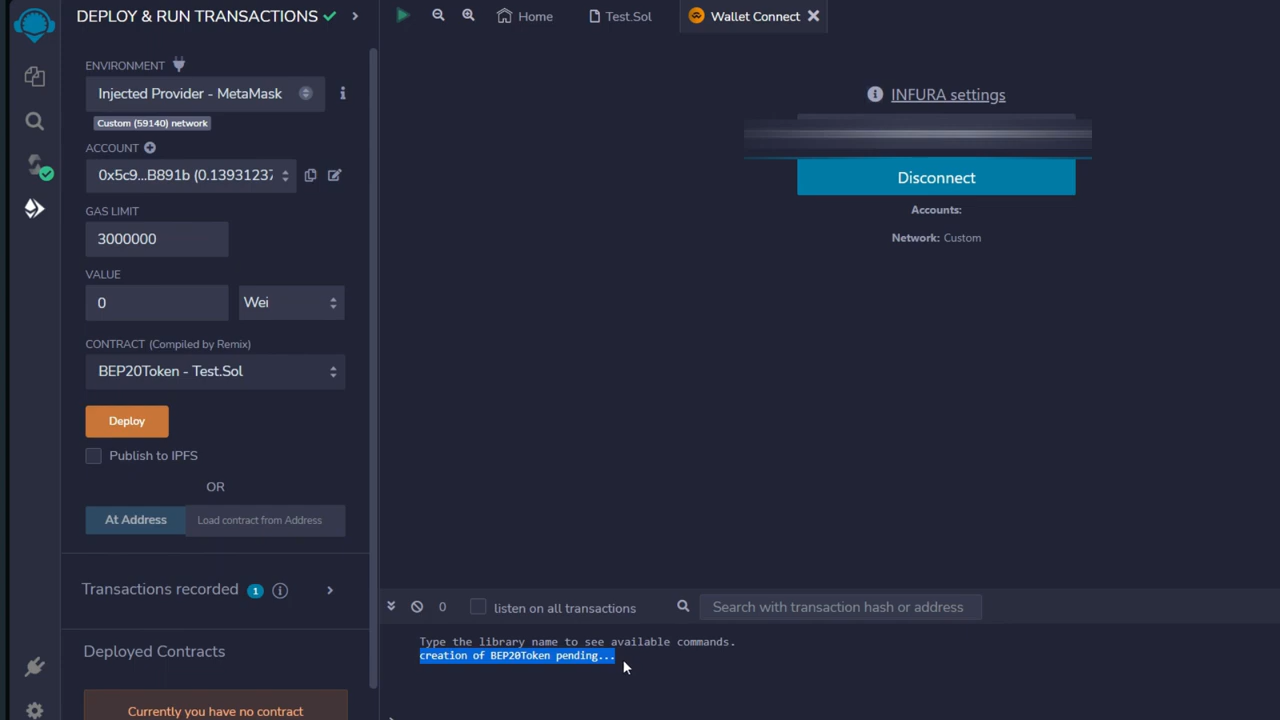 DEPLOY & RUN TRANSACTIONS
Home
Test.Sol
Wallet Connect
ENVIRONMENT
Injected Provider - MetaMask
Custom (59140) network
ACCOUNT
0x5c9...B891b (0.13931237
GAS LIMIT
3000000
VALUE
0
Wei
CONTRACT (Compiled by Remix)
BEP20Token - Test.Sol
Deploy
Publish to IPFS
OR
At Address
Load contract from Address
Transactions recorded 1
Deployed Contracts
Currently you have no contract
INFURA settings
Disconnect
Accounts:
Network: Custom
0
listen on all transactions
Search with transaction hash or address
Type the library name to see available commands.
creation of BEP20Token pending...